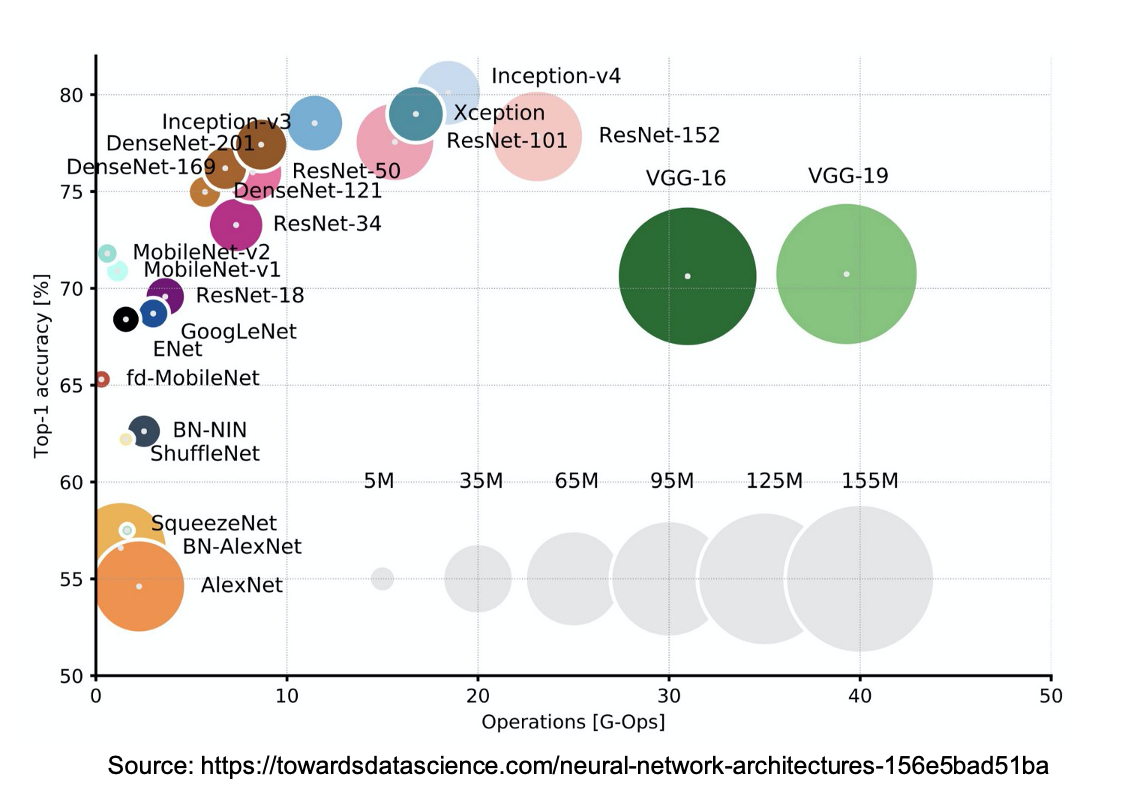 80
75
70
65
60
55
50
Top-1 accuracy [%]
Inception-v4
Xception
Inception-v3
ResNet-101
ResNet-152
DenseNet-201
DenseNet-169
ResNet-50
DenseNet-121
VGG-16
VGG-19
ResNet-34
MobileNet-v2
MobileNet-v1
ResNet-18
GoogLeNet
ENet
fd-MobileNet
BN-NIN
ShuffleNet
5M
35M
65M
95M
125M
155M
SqueezeNet
BN-AlexNet
AlexNet
0
10
20
30
40
50
Operations [G-Ops]
Source: https://towardsdatascience.com/neural-network-architectures-156e5bad51ba